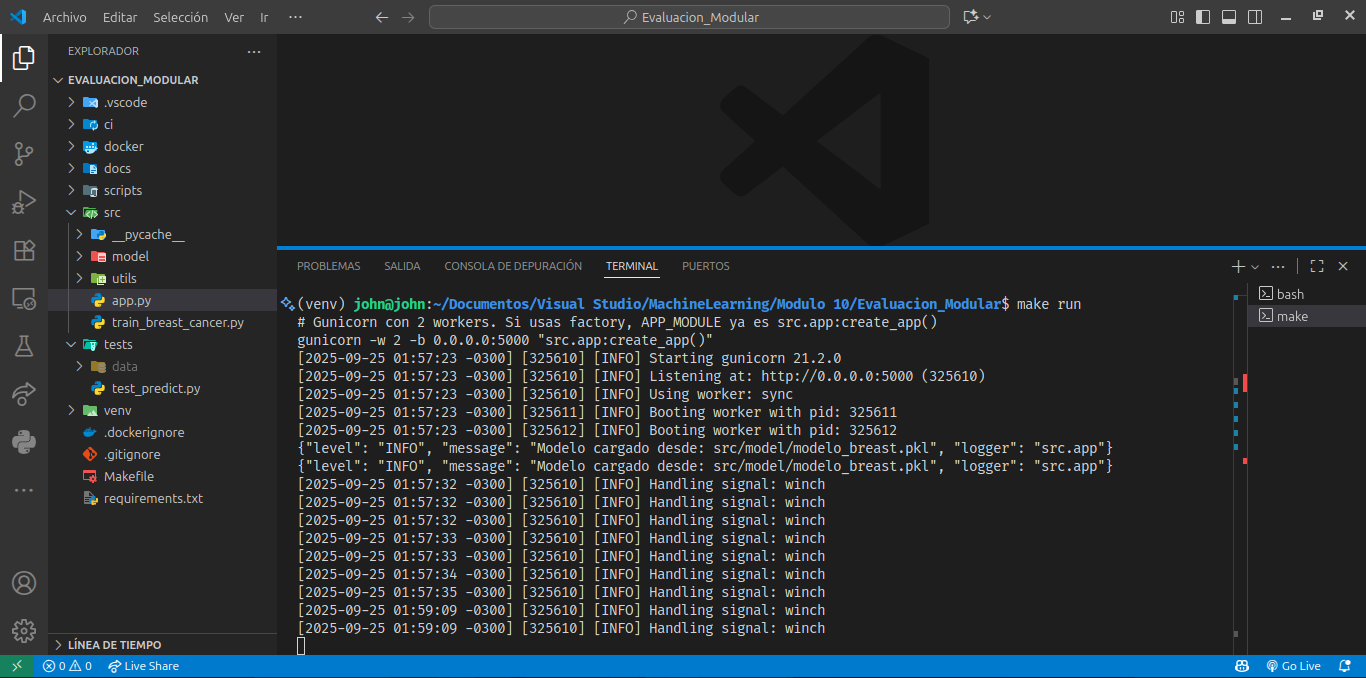 Archivo Editar Selección Ver Ir ···
Evaluacion_Modular
EXPLORADOR ···
EVALUACION_MODULAR
.vscode
ci
docker
docs
scripts
src
__pycache__
model
utils
app.py
train_breast_cancer.py
tests
data
test_predict.py
venv
.dockerignore
.gitignore
Makefile
requirements.txt
LÍNEA DE TIEMPO
PROBLEMAS SALIDA CONSOLA DE DEPURACIÓN TERMINAL PUERTOS
(venv) john@john:~/Documentos/Visual Studio/MachineLearning/Modulo 10/Evaluacion_Modular$ make run
# Gunicorn con 2 workers. Si usas factory, APP_MODULE ya es src.app:create_app()
gunicorn -w 2 -b 0.0.0.0:5000 "src.app:create_app()"
[2025-09-25 01:57:23 -0300] [325610] [INFO] Starting gunicorn 21.2.0
[2025-09-25 01:57:23 -0300] [325610] [INFO] Listening at: http://0.0.0.0:5000 (325610)
[2025-09-25 01:57:23 -0300] [325610] [INFO] Using worker: sync
[2025-09-25 01:57:23 -0300] [325611] [INFO] Booting worker with pid: 325611
[2025-09-25 01:57:23 -0300] [325612] [INFO] Booting worker with pid: 325612
{"level": "INFO", "message": "Modelo cargado desde: src/model/modelo_breast.pkl", "logger": "src.app"}
{"level": "INFO", "message": "Modelo cargado desde: src/model/modelo_breast.pkl", "logger": "src.app"}
[2025-09-25 01:57:32 -0300] [325610] [INFO] Handling signal: winch
[2025-09-25 01:57:32 -0300] [325610] [INFO] Handling signal: winch
[2025-09-25 01:57:32 -0300] [325610] [INFO] Handling signal: winch
[2025-09-25 01:57:33 -0300] [325610] [INFO] Handling signal: winch
[2025-09-25 01:57:33 -0300] [325610] [INFO] Handling signal: winch
[2025-09-25 01:57:34 -0300] [325610] [INFO] Handling signal: winch
[2025-09-25 01:57:35 -0300] [325610] [INFO] Handling signal: winch
[2025-09-25 01:59:09 -0300] [325610] [INFO] Handling signal: winch
[2025-09-25 01:59:09 -0300] [325610] [INFO] Handling signal: winch
bash
make
0 0 Live Share
Go Live